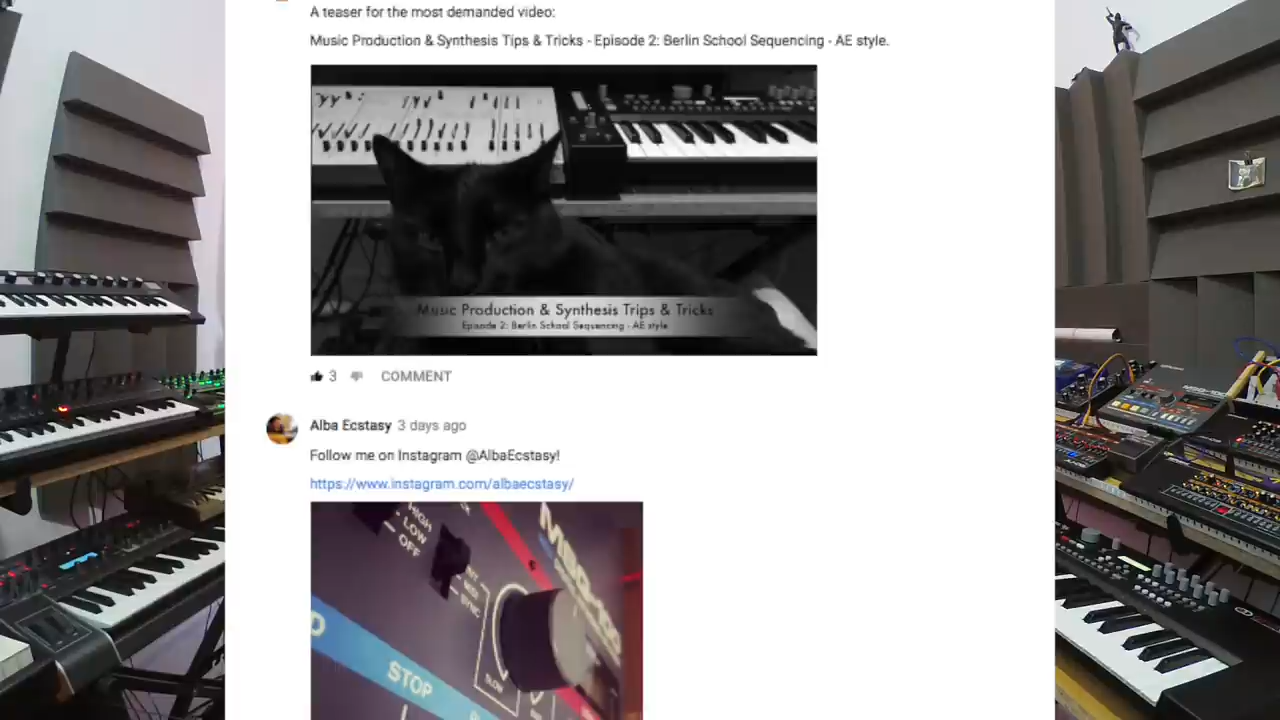 A teaser for the most demanded video:
Music Production & Synthesis Tips & Tricks - Episode 2: Berlin School Sequencing - AE style.
Music Production & Synthesis Trips & Tricks
Episode 2: Berlin School Sequencing - AE style
3 COMMENT
Alba Ecstasy 3 days ago
Follow me on Instagram @AlbaEcstasy!
https://www.instagram.com/albaecstasy/
HIGH
LOW
OFF
SYNC
SLOW
STOP